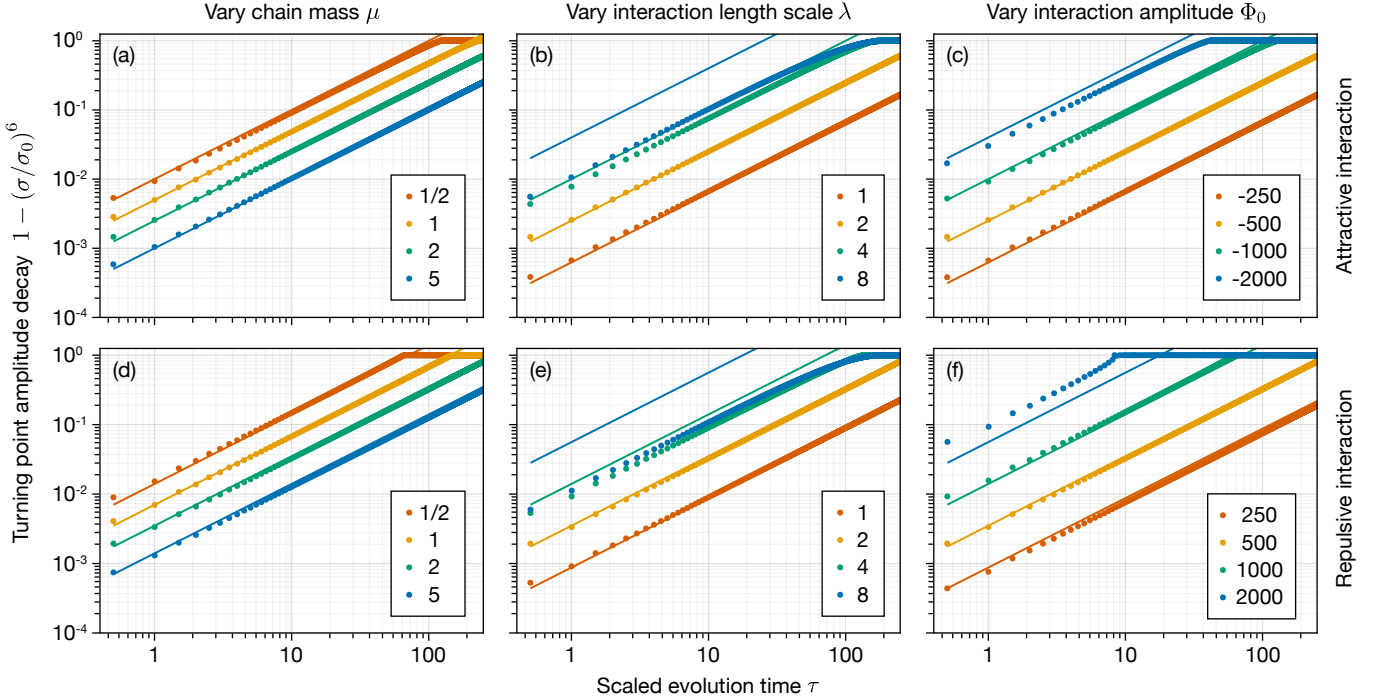 Vary chain mass μ
Vary interaction length scale λ
Vary interaction amplitude Φ₀
Turning point amplitude decay 1 − (σ/σ₀)⁶
10⁰
10⁻¹
10⁻²
10⁻³
10⁻⁴
(a)
1/2
1
2
5
(b)
1
2
4
8
(c)
-250
-500
-1000
-2000
Attractive interaction
10⁰
10⁻¹
10⁻²
10⁻³
10⁻⁴
(d)
1/2
1
2
5
(e)
1
2
4
8
(f)
250
500
1000
2000
Repulsive interaction
1 10 100
1 10 100
1 10 100
Scaled evolution time τ